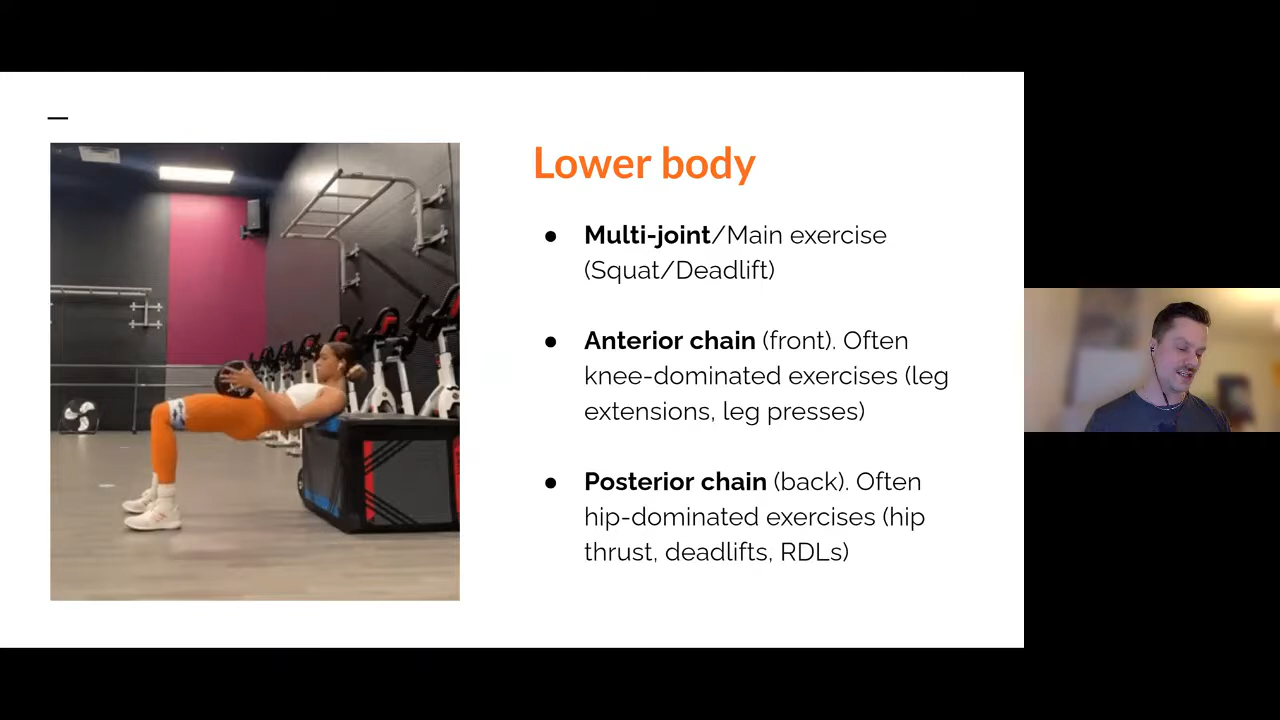 Lower body
● Multi-joint/Main exercise
(Squat/Deadlift)
● Anterior chain (front). Often
knee-dominated exercises (leg
extensions, leg presses)
● Posterior chain (back). Often
hip-dominated exercises (hip
thrust, deadlifts, RDLs)